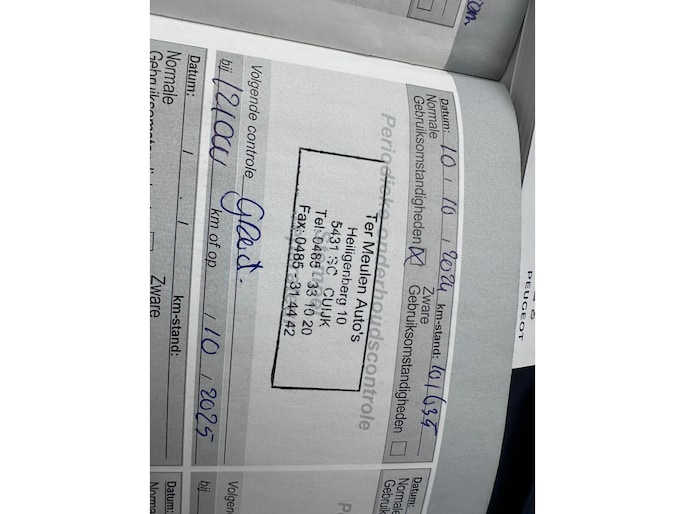 Datum: 10 / 10 / 2024 km-stand: 101635
Normale Gebruiksomstandigheden X Zware Gebruiksomstandigheden
Periodieke onderhoudscontrole
Ter Meulen Auto's
Heiligenberg 10
5431 SC CUIJK
Tel. 0485 - 33 10 20
Fax: 0485 - 31 44 42
Volgende controle
bij km of op / 10 / 2025
Datum: / / km-stand:
Normale Zware
PEUGEOT
Datum:
bij